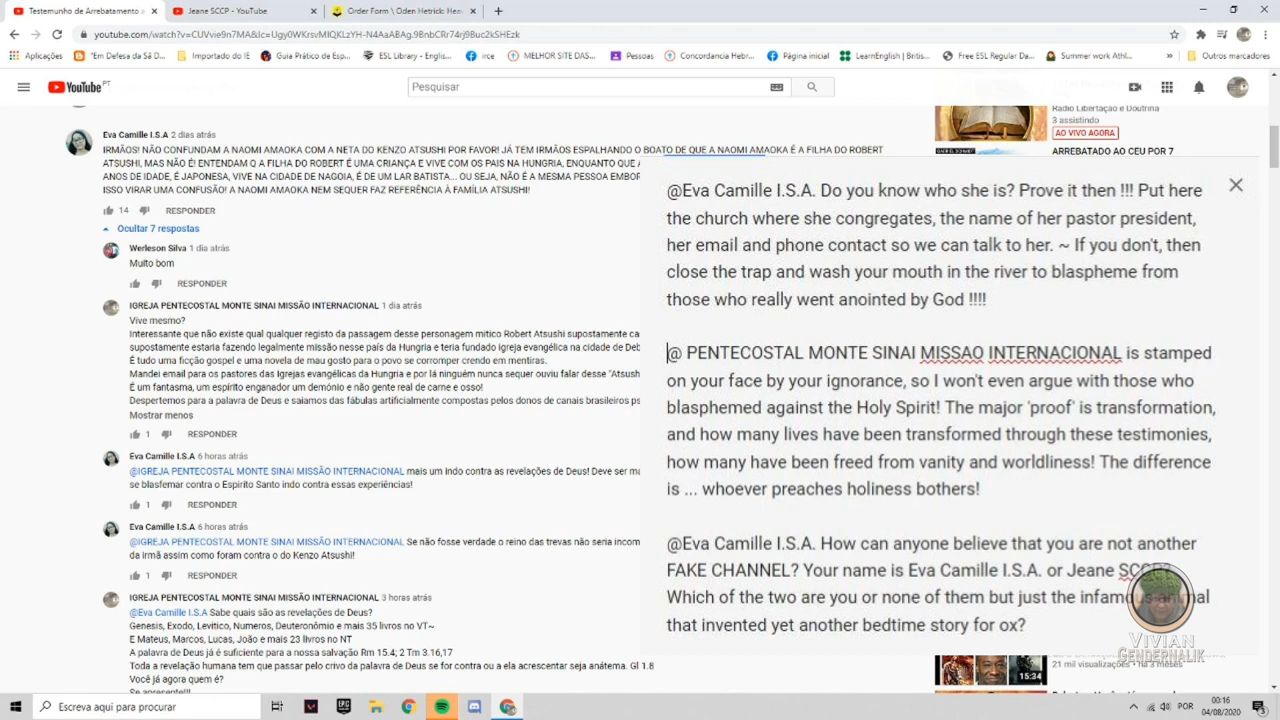 Testemunho de Arrebatamento e
Jeane SCCP - YouTube
Order Form \ Oden Hetrick: Hea
youtube.com/watch?v=CUVvie9n7MA&lc=Ugy0WKrsvMIQKLzYH-N4AaABAg.9BnbCRr74rj9Buc2kSHEzk
Aplicações
"Em Defesa da Sã D...
Importado do IE
Guia Prático de Espo...
ESL Library - Englis...
irce
MELHOR SITE DAS...
Pessoas
Concordancia Hebr...
Página inicial
LearnEnglish | Britis...
Free ESL Regular Da...
Summer work Athl...
»
Outros marcadores
YouTube PT
Pesquisar
Radio Libertação e Doutrina
3 assistindo
AO VIVO AGORA
ARREBATADO AO CEU POR 7
Eva Camille I.S.A 2 dias atrás
IRMÃOS! NÃO CONFUNDAM A NAOMI AMAOKA COM A NETA DO KENZO ATSUSHI POR FAVOR! JÁ TEM IRMÃOS ESPALHANDO O BOATO DE QUE A NAOMI AMAOKA É A FILHA DO ROBERT
ATSUSHI, MAS NÃO É! ENTENDAM Q A FILHA DO ROBERT É UMA CRIANÇA E VIVE COM OS PAIS NA HUNGRIA, ENQUANTO QUE A
ANOS DE IDADE, É JAPONESA, VIVE NA CIDADE DE NAGOIA, É DE UM LAR BATISTA... OU SEJA, NÃO É A MESMA PESSOA EMBOR
ISSO VIRAR UMA CONFUSÃO! A NAOMI AMAOKA NEM SEQUER FAZ REFERÊNCIA À FAMÍLIA ATSUSHI!
14 RESPONDER
Ocultar 7 respostas
Werleson Silva 1 dia atrás
Muito bom
RESPONDER
IGREJA PENTECOSTAL MONTE SINAI MISSÃO INTERNACIONAL 1 dia atrás
Vive mesmo?
Interessante que não existe qual qualquer registo da passagem desse personagem mitico Robert Atsushi supostamente ca
supostamente estaria fazendo legalmente missão nesse país da Hungria e teria fundado igreja evangélica na cidade de Deb
É tudo uma ficção gospel e uma novela de mau gosto para o povo se corromper crendo em mentiras.
Mandei email para os pastores das Igrejas evangélicas da Hungria e por lá ninguém nunca sequer ouviu falar desse "Atsush
É um fantasma, um espírito enganador um demónio e não gente real de carne e osso!
Despertemos para a palavra de Deus e saiamos das fábulas artificialmente compostas pelos donos de canais brasileiros ps
Mostrar menos
1 RESPONDER
Eva Camille I.S.A 6 horas atrás
@IGREJA PENTECOSTAL MONTE SINAI MISSÃO INTERNACIONAL mais um indo contra as revelações de Deus! Deve ser ma
se blasfemar contra o Espirito Santo indo contra essas experiências!
1 RESPONDER
Eva Camille I.S.A 6 horas atrás
@IGREJA PENTECOSTAL MONTE SINAI MISSÃO INTERNACIONAL Se não fosse verdade o reino das trevas não seria incom
da irmã assim como foram contra o do Kenzo Atsushi!
1 RESPONDER
IGREJA PENTECOSTAL MONTE SINAI MISSÃO INTERNACIONAL 3 horas atrás
@Eva Camille I.S.A Sabe quais são as revelações de Deus?
Genesis, Exodo, Levitico, Numeros, Deuteronômio e mais 35 livros no VT~
E Mateus, Marcos, Lucas, João e mais 23 livros no NT
A palavra de Deus já é suficiente para a nossa salvação Rm 15.4; 2 Tm 3.16,17
Toda a revelação humana tem que passar pelo crivo da palavra de Deus se for contra ou a ela acrescentar seja anátema. Gl 1.8
Você já agora quem é?
Se apresente!!!
@Eva Camille I.S.A. Do you know who she is? Prove it then !!! Put here
the church where she congregates, the name of her pastor president,
her email and phone contact so we can talk to her. ~ If you don't, then
close the trap and wash your mouth in the river to blaspheme from
those who really went anointed by God !!!!
@ PENTECOSTAL MONTE SINAI MISSAO INTERNACIONAL is stamped
on your face by your ignorance, so I won't even argue with those who
blasphemed against the Holy Spirit! The major 'proof' is transformation,
and how many lives have been transformed through these testimonies,
how many have been freed from vanity and worldliness! The difference
is ... whoever preaches holiness bothers!
@Eva Camille I.S.A. How can anyone believe that you are not another
FAKE CHANNEL? Your name is Eva Camille I.S.A. or Jeane SCCP?
Which of the two are you or none of them but just the infamous animal
that invented yet another bedtime story for ox?
VIVIAN
GENDERNALIK
21 mil visualizações • há 3 meses
15:34
Escreva aqui para procurar
POR
00:16
04/08/2020
3